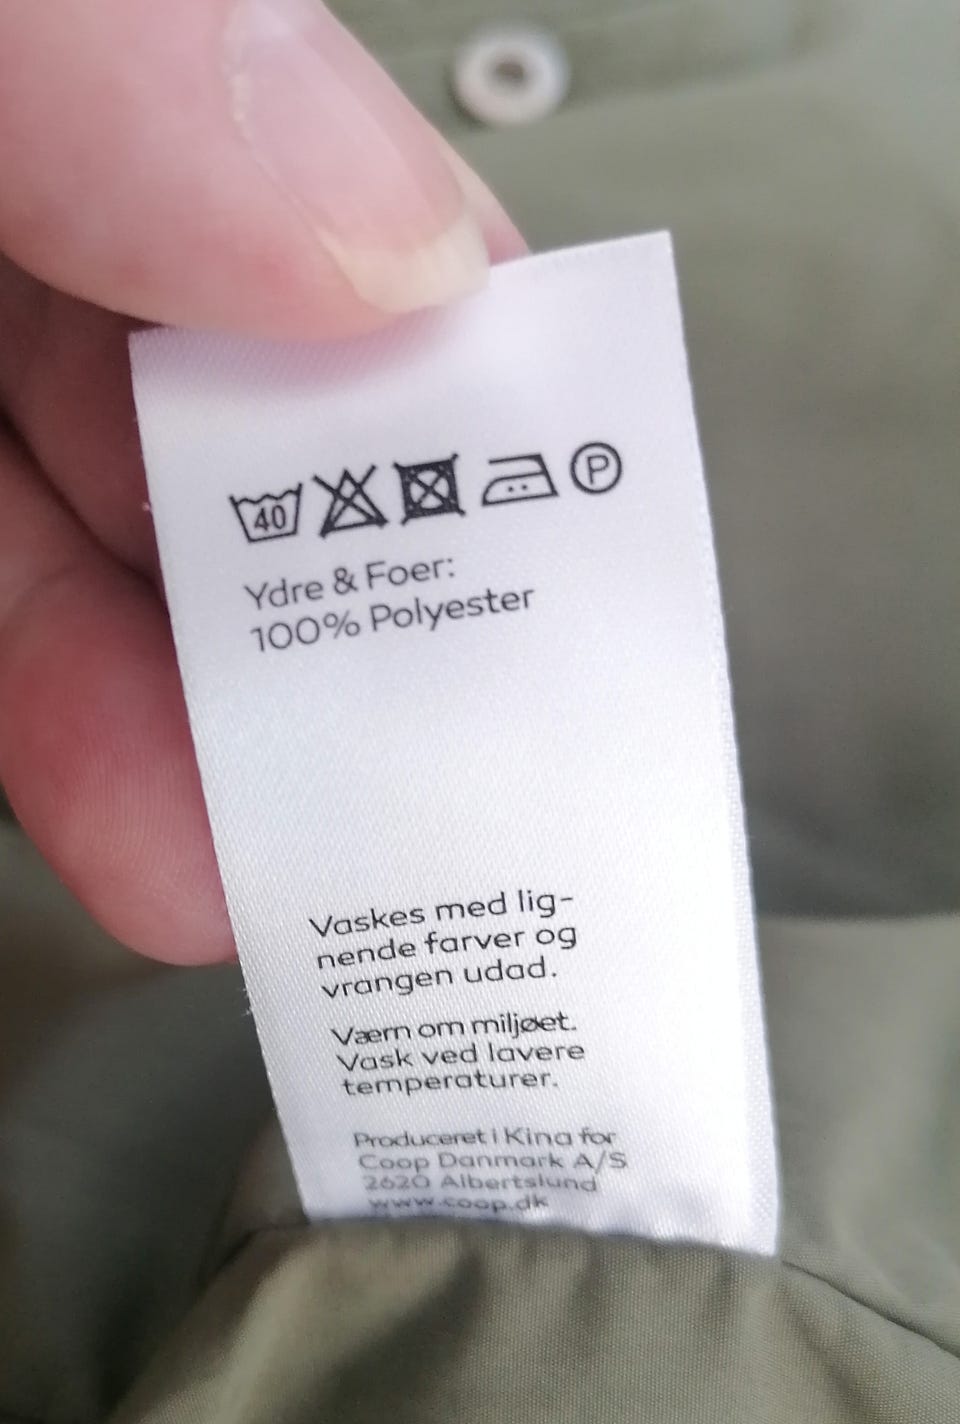 40 P
Ydre & Foer:
100% Polyester
Vaskes med lig-
nende farver og
vrangen udad.
Værn om miljøet.
Vask ved lavere
temperaturer.
Produceret i Kina for
Coop Danmark A/S
2620 Albertslund
www.coop.dk